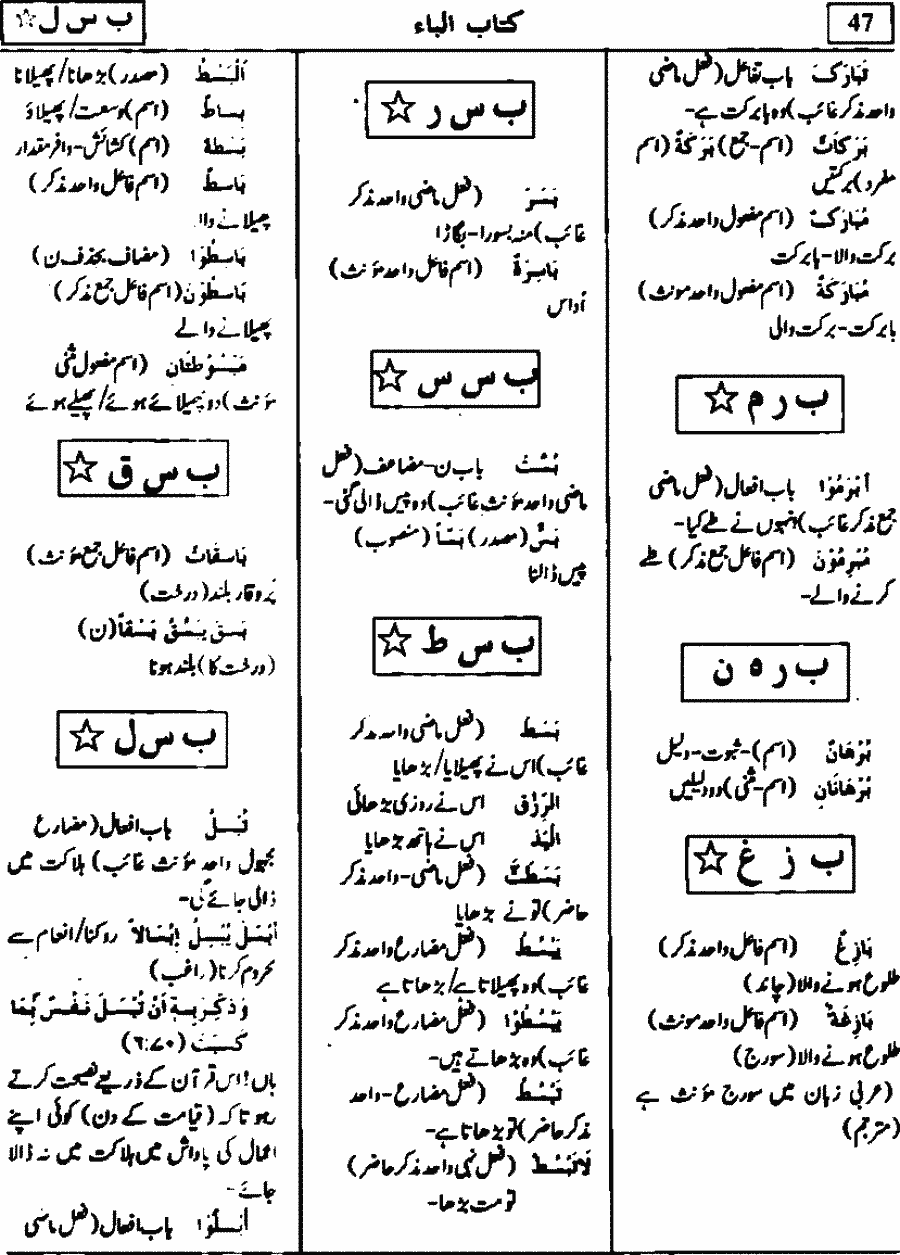 47
کتاب الباء
ب س ل ☆
تَبَارَكَ باب تفاعل (فعل ماضی
واحد مذکر غائب) وہ بابرکت ہے۔
بَرَكَاتٌ (اسم-جمع) بَرَكَةٌ (اسم
مفرد) برکتیں
مُبَارَكٌ (اسم مفعول واحد مذکر)
برکت والا-بابرکت
مُبَارَكَةٌ (اسم مفعول واحد مونث)
بابرکت-برکت والی
ب ر م ☆
اَبْرَمُوْا باب افعال (فعل ماضی
جمع مذکر غائب) انہوں نے طے کیا-
مُبْرِمُوْنَ (اسم فاعل جمع مذکر) طے
کرنے والے-
ب ر ہ ن
بُرْهَانٌ (اسم)-ثبوت-دلیل
بُرْهَانَانِ (اسم-مثنی) دو دلیلیں
ب ز غ ☆
بَازِغٌ (اسم فاعل واحد مذکر)
طلوع ہونے والا (چاند)
بَازِغَةٌ (اسم فاعل واحد مونث)
طلوع ہونے والا (سورج)
(عربی زبان میں سورج مؤنث ہے
مترجم)
ب س ر ☆
بَسَرَ (فعل ماضی واحد مذکر
غائب) منہ بسورا-بگاڑا
بَاسِرَةٌ (اسم فاعل واحد مؤنث)
اُداس
ب س س ☆
بُسَّتْ باب ن-مضاعف (فعل
ماضی واحد مؤنث غائب) وہ پیس ڈالی گئی-
بَسٌّ (مصدر) بَسّاً (منصوب)
پیس ڈالنا
ب س ط ☆
بَسَطَ (فعل ماضی واحد مذکر
غائب) اس نے پھیلایا/بڑھایا
الرِّزْقَ اس نے روزی بڑھائی
الْیَدَ اس نے ہاتھ بڑھایا
بَسَطْتَّ (فعل ماضی-واحد مذکر
حاضر) تو نے بڑھایا
یَبْسُطُ (فعل مضارع واحد مذکر
غائب) وہ پھیلاتا ہے/بڑھاتا ہے
یَبْسُطُوْا (فعل مضارع واحد مذکر
غائب) وہ بڑھاتے ہیں-
تَبْسُطُ (فعل مضارع-واحد
مذکر حاضر) تو بڑھاتا ہے-
لَاتَبْسُطْ (فعل نہی واحد مذکر حاضر)
تو مت بڑھا-
اَلْبَسْطُ (مصدر) بڑھانا/پھیلانا
بِسَاطٌ (اسم) وسعت/پھیلاؤ
بَسْطَةً (اسم) کشائش-وافر مقدار
بَاسِطٌ (اسم فاعل واحد مذکر)
پھیلانے والا
بَاسِطُوْا (مضاف بحذف ن)
بَاسِطُوْنَ (اسم فاعل جمع مذکر)
پھیلانے والے
مَبْسُوْطَتَانِ (اسم مفعول مثنی
مؤنث) دو پھیلائے ہوئے/پھیلے ہوئے
ب س ق ☆
بَاسِقَاتٌ (اسم فاعل جمع مؤنث)
پُروقار بلند (درخت)
بَسَقَ یَبْسُقُ بَسْقاً (ن)
(درخت کا) بلند ہونا
ب س ل ☆
تُبْسَلُ باب افعال (مضارع
مجہول واحد مؤنث غائب) ہلاکت میں
ڈالی جائے گی-
اَبْسَلَ یُبْسِلُ اِبْسَالاً روکنا/انعام سے
محروم کرنا (راغب)
وَذَكِّرْ بِهٖ اَنْ تُبْسَلَ نَفْسٌ بِّمَا
كَسَبَتْ (٦:٧٠)
ہاں! اس قرآن کے ذریعے نصیحت کرتے
رہو تاکہ (قیامت کے دن) کوئی اپنے
اعمال کی پاداش میں ہلاکت میں نہ ڈالا
جائے-
اُبْسِلُوْا باب افعال (فعل ماضی